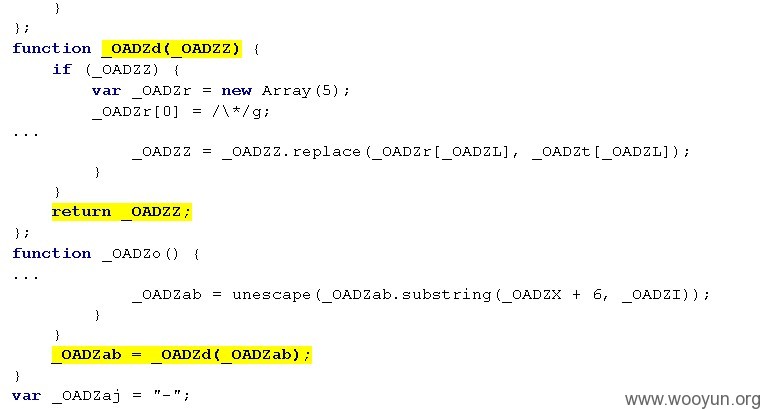 }
};
function _OADZd(_OADZZ) {
    if (_OADZZ) {
        var _OADZr = new Array(5);
        _OADZr[0] = /\*/g;
...
            _OADZZ = _OADZZ.replace(_OADZr[_OADZL], _OADZt[_OADZL]);
        }
    }
    return _OADZZ;
};
function _OADZo() {
...
            _OADZab = unescape(_OADZab.substring(_OADZX + 6, _OADZI));
        }
    }
    _OADZab = _OADZd(_OADZab);
}
var _OADZaj = "-";
www.wooyun.org